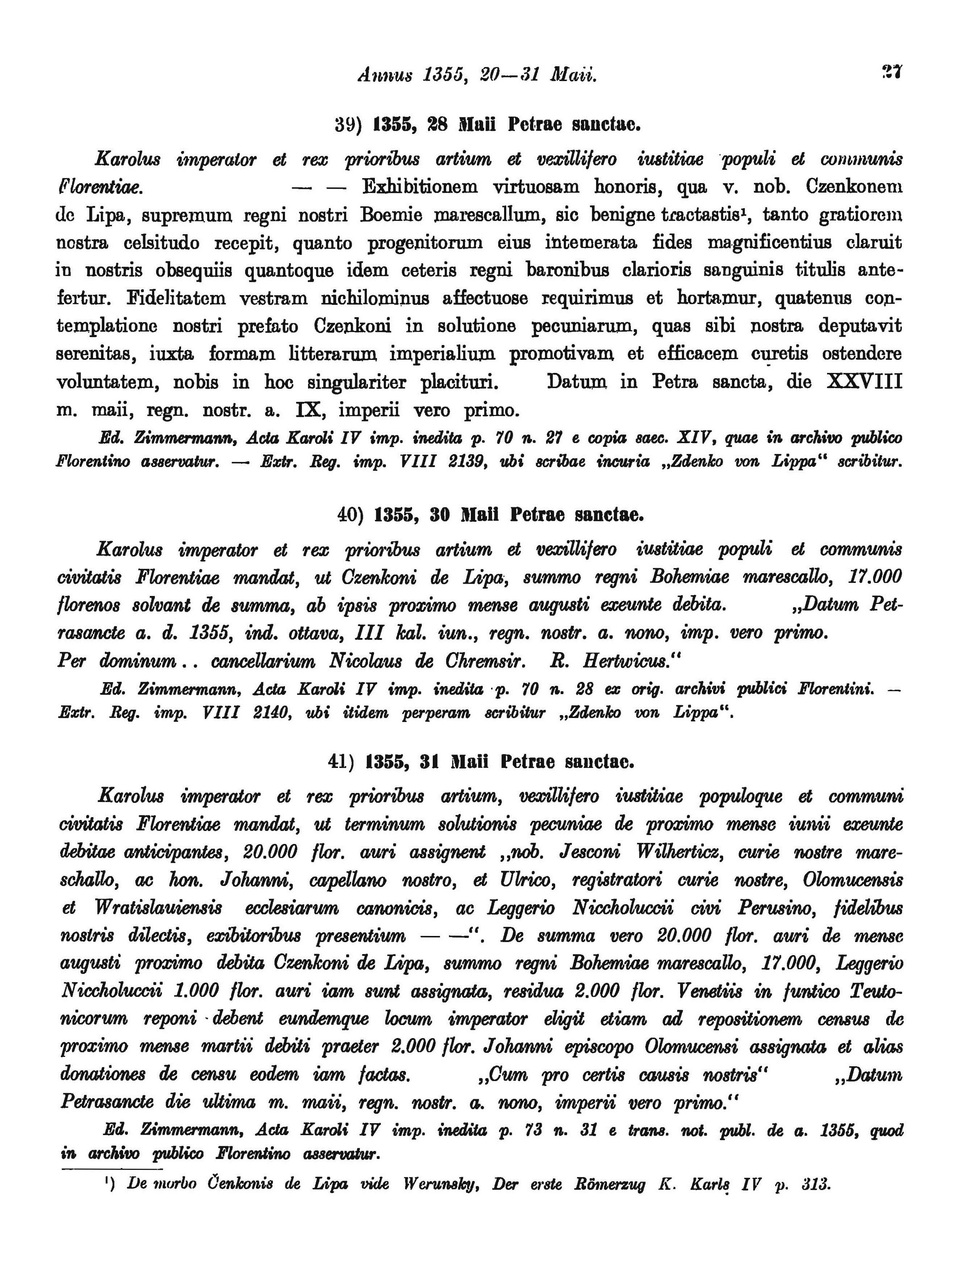 Annus 1355, 20—31 Maii.
27
39) 1355, 28 Maii Petrae sanctae.
Karolus imperator et rex prioribus artium et vexillifero iustitiae populi et communis
Florentiae. — — Exhibitionem virtuosam honoris, qua v. nob. Czenkonem
de Lipa, supremum regni nostri Boemie marescallum, sic benigne tractastis¹, tanto gratiorem
nostra celsitudo recepit, quanto progenitorum eius intemerata fides magnificentius claruit
in nostris obsequiis quantoque idem ceteris regni baronibus clarioris sanguinis titulis ante-
fertur. Fidelitatem vestram nichilominus affectuose requirimus et hortamur, quatenus con-
templatione nostri prefato Czenkoni in solutione pecuniarum, quas sibi nostra deputavit
serenitas, iuxta formam litterarum imperialium promotivam et efficacem curetis ostendere
voluntatem, nobis in hoc singulariter placituri. Datum in Petra sancta, die XXVIII
m. maii, regn. nostr. a. IX, imperii vero primo.
Ed. Zimmermann, Acta Karoli IV imp. inedita p. 70 n. 27 e copia saec. XIV, quae in archivo publico
Florentino asservatur. — Extr. Reg. imp. VIII 2139, ubi scribae incuria „Zdenko von Lippa“ scribitur.
40) 1355, 30 Maii Petrae sanctae.
Karolus imperator et rex prioribus artium et vexillifero iustitiae populi et communis
civitatis Florentiae mandat, ut Czenkoni de Lipa, summo regni Bohemiae marescallo, 17.000
florenos solvant de summa, ab ipsis proximo mense augusti exeunte debita. „Datum Pet-
rasancte a. d. 1355, ind. ottava, III kal. iun., regn. nostr. a. nono, imp. vero primo.
Per dominum . . cancellarium Nicolaus de Chremsir. R. Hertwicus.“
Ed. Zimmermann, Acta Karoli IV imp. inedita p. 70 n. 28 ex orig. archivi publici Florentini. —
Extr. Reg. imp. VIII 2140, ubi itidem perperam scribitur „Zdenko von Lippa“.
41) 1355, 31 Maii Petrae sanctae.
Karolus imperator et rex prioribus artium, vexillifero iustitiae populoque et communi
civitatis Florentiae mandat, ut terminum solutionis pecuniae de proximo mense iunii exeunte
debitae anticipantes, 20.000 flor. auri assignent „nob. Jesconi Wilherticz, curie nostre mare-
schallo, ac hon. Johanni, capellano nostro, et Ulrico, registratori curie nostre, Olomucensis
et Wratislauiensis ecclesiarum canonicis, ac Leggerio Niccholuccii civi Perusino, fidelibus
nostris dilectis, exibitoribus presentium — —“. De summa vero 20.000 flor. auri de mense
augusti proximo debita Czenkoni de Lipa, summo regni Bohemiae marescallo, 17.000, Leggerio
Niccholuccii 1.000 flor. auri iam sunt assignata, residua 2.000 flor. Venetiis in funtico Teuto-
nicorum reponi debent eundemque locum imperator eligit etiam ad repositionem census de
proximo mense martii debiti praeter 2.000 flor. Johanni episcopo Olomucensi assignata et alias
donationes de censu eodem iam factas. „Cum pro certis causis nostris“ „Datum
Petrasancte die ultima m. maii, regn. nostr. a. nono, imperii vero primo.“
Ed. Zimmermann, Acta Karoli IV imp. inedita p. 73 n. 31 e trans. not. publ. de a. 1355, quod
in archivo publico Florentino asservatur.
¹) De morbo Čenkonis de Lipa vide Werunsky, Der erste Römerzug K. Karls IV p. 313.